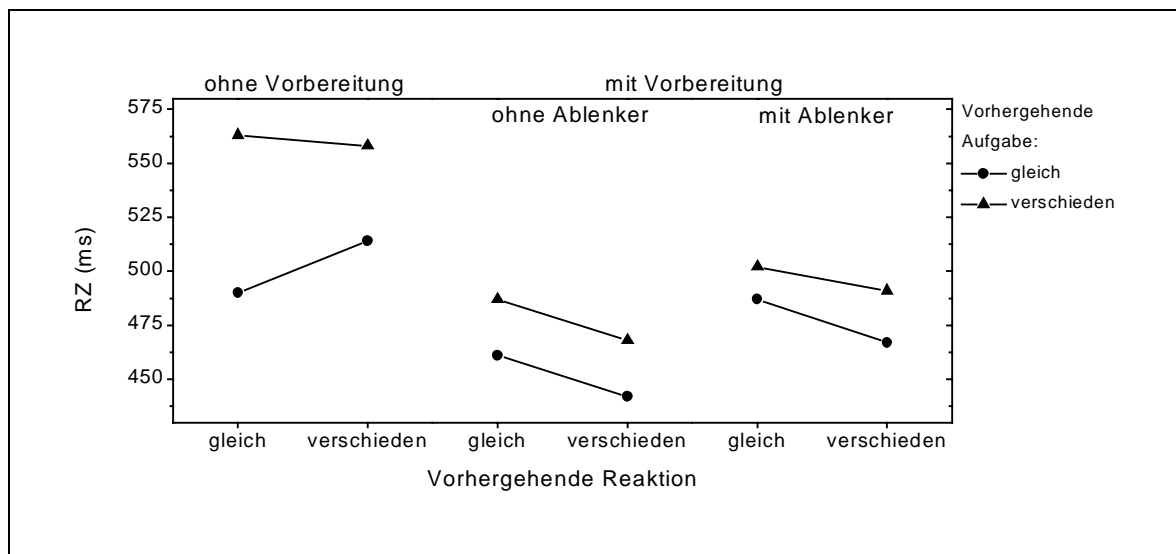 ohne Vorbereitung mit Vorbereitung
ohne Ablenker mit Ablenker
575
550
525
500
475
450
RZ (ms)
gleich verschieden gleich verschieden gleich verschieden
Vorhergehende Reaktion
Vorhergehende
Aufgabe:
gleich
verschieden